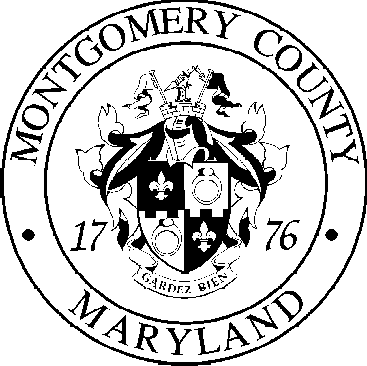 MONTGOMERY COUNTY
17 76
GARDEZ BIEN
MARYLAND